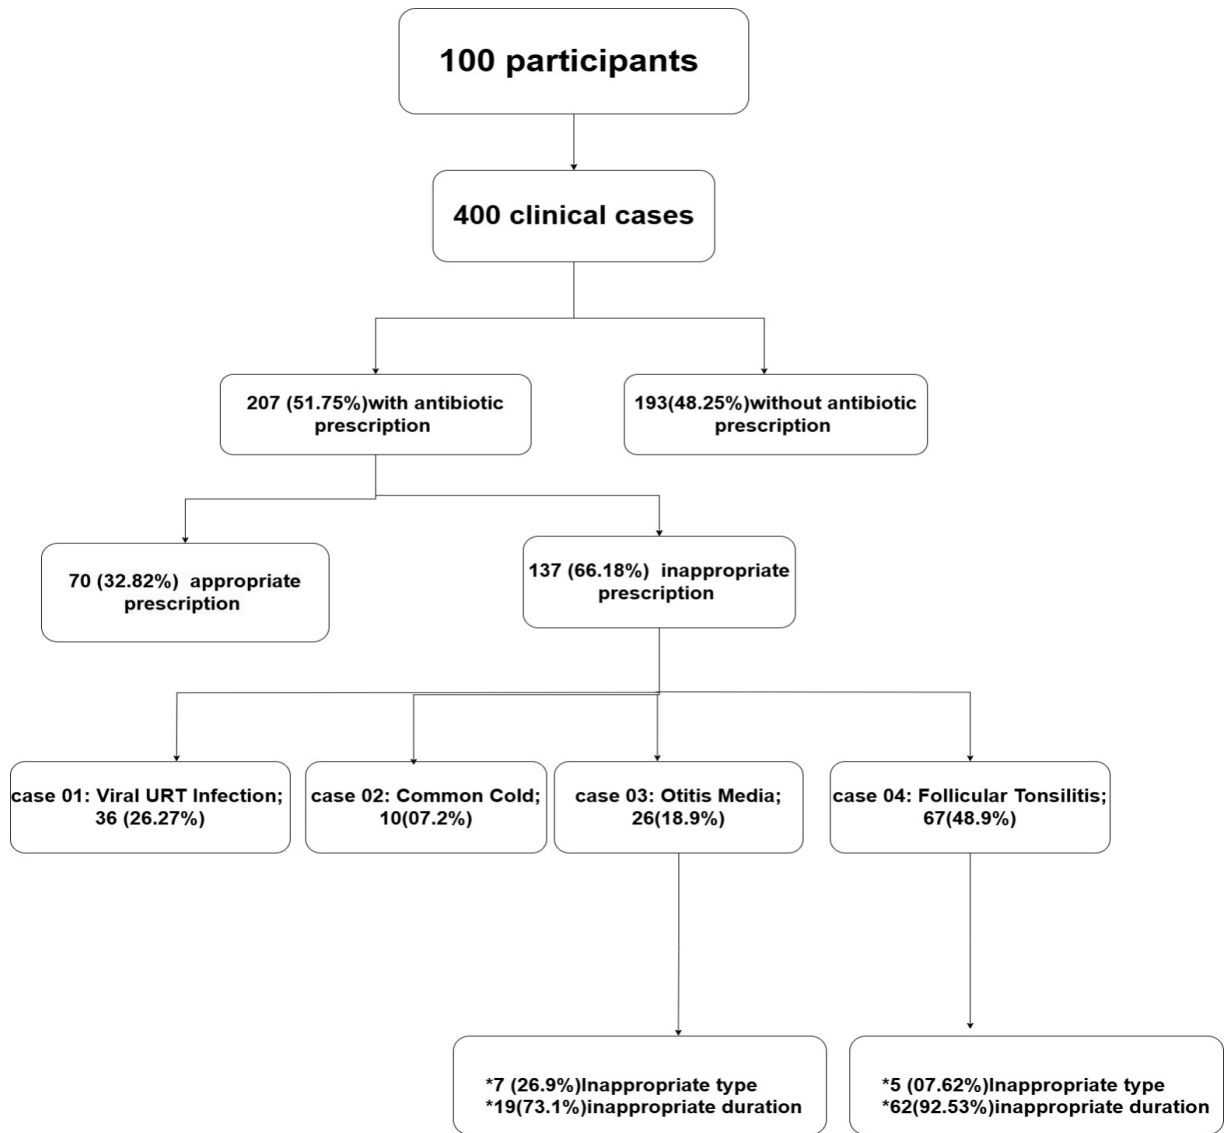 100 participants
400 clinical cases
207 (51.75%)with antibiotic
prescription
193(48.25%)without antibiotic
prescription
70 (32.82%) appropriate
prescription
137 (66.18%) inappropriate
prescription
case 01: Viral URT Infection;
36 (26.27%)
case 02: Common Cold;
10(07.2%)
case 03: Otitis Media;
26(18.9%)
case 04: Follicular Tonsilitis;
67(48.9%)
*7 (26.9%)Inappropriate type
*19(73.1%)inappropriate duration
*5 (07.62%)Inappropriate type
*62(92.53%)inappropriate duration